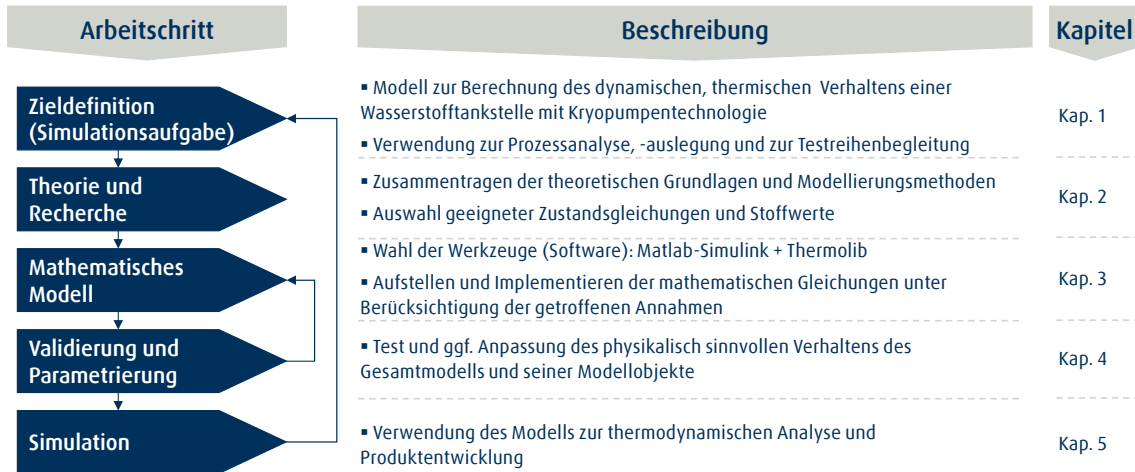 Arbeitschritt
Beschreibung
Kapitel
Zieldefinition
(Simulationsaufgabe)
▪ Modell zur Berechnung des dynamischen, thermischen Verhaltens einer
Wasserstofftankstelle mit Kryopumpentechnologie
▪ Verwendung zur Prozessanalyse, -auslegung und zur Testreihenbegleitung
Kap. 1
Theorie und
Recherche
▪ Zusammentragen der theoretischen Grundlagen und Modellierungsmethoden
▪ Auswahl geeigneter Zustandsgleichungen und Stoffwerte
Kap. 2
Mathematisches
Modell
▪ Wahl der Werkzeuge (Software): Matlab-Simulink + Thermolib
▪ Aufstellen und Implementieren der mathematischen Gleichungen unter
Berücksichtigung der getroffenen Annahmen
Kap. 3
Validierung und
Parametrierung
▪ Test und ggf. Anpassung des physikalisch sinnvollen Verhaltens des
Gesamtmodells und seiner Modellobjekte
Kap. 4
Simulation
▪ Verwendung des Modells zur thermodynamischen Analyse und
Produktentwicklung
Kap. 5